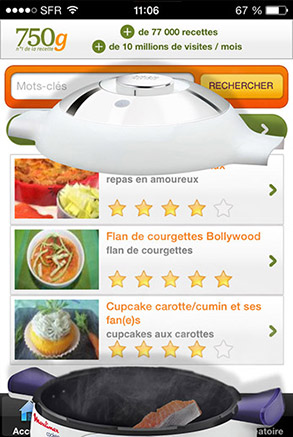 SFR 11:06 67 %
750g
n°1 de la recette
de 77 000 recettes
de 10 millions de visites / mois
Mots-clés
RECHERCHER
repas en amoureux
Flan de courgettes Bollywood
flan de courgettes
Cupcake carotte/cumin et ses
fan(e)s
cupcakes aux carottes
Moulinex